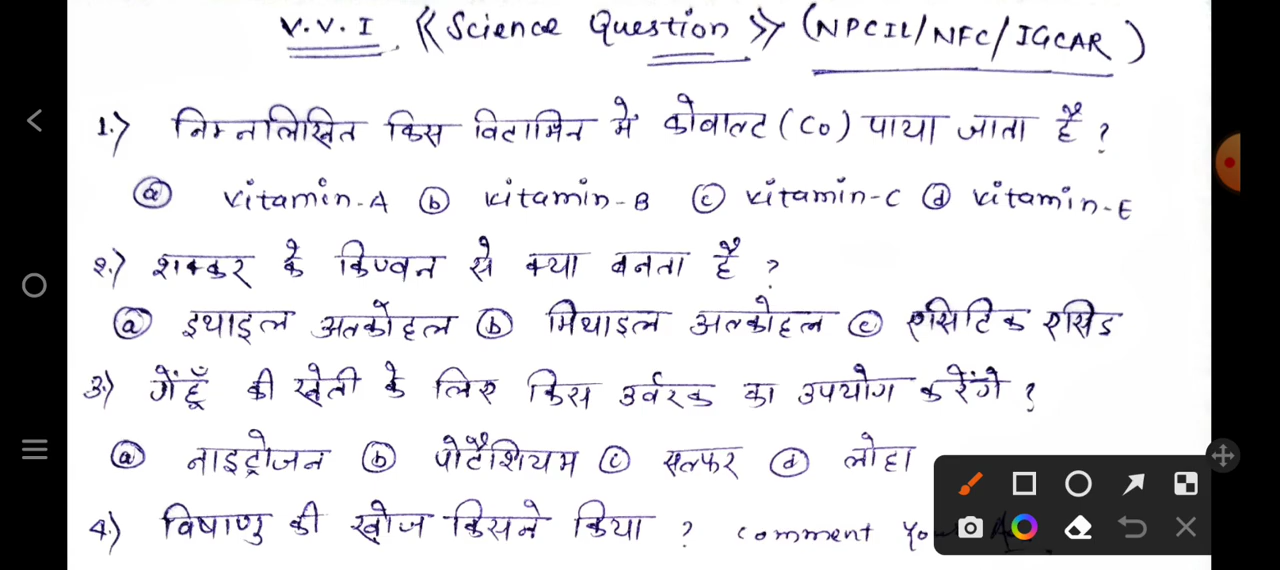 V.V.I. << Science Question >> (NPCIL/NFC/IGCAR)
1.) निम्नलिखित किस विटामिन में कोबाल्ट (Co) पाया जाता है ?
(a) vitamin-A (b) vitamin-B (c) vitamin-C (d) vitamin-E
२.) शक्कर के किण्वन से क्या बनता है ?
(a) इथाइल अल्कोहल (b) मिथाइल अल्कोहल (c) एसिटिक एसिड
3.) गेंहूँ की खेती के लिए किस उर्वरक का उपयोग करेंगे ?
(a) नाइट्रोजन (b) पोटैशियम (c) सल्फर (d) लोहा
4.) विषाणु की खोज किसने किया ? comment